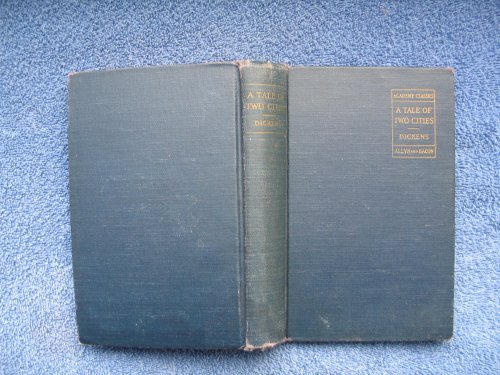 A TALE OF
TWO CITIES
DICKENS
ACADEMY CLASSICS
A TALE OF
TWO CITIES
DICKENS
ALLYN AND BACON